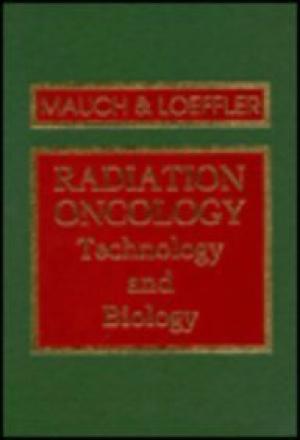 MAUCH & LOEFFLER
RADIATION
ONCOLOGY
Technology
and
Biology